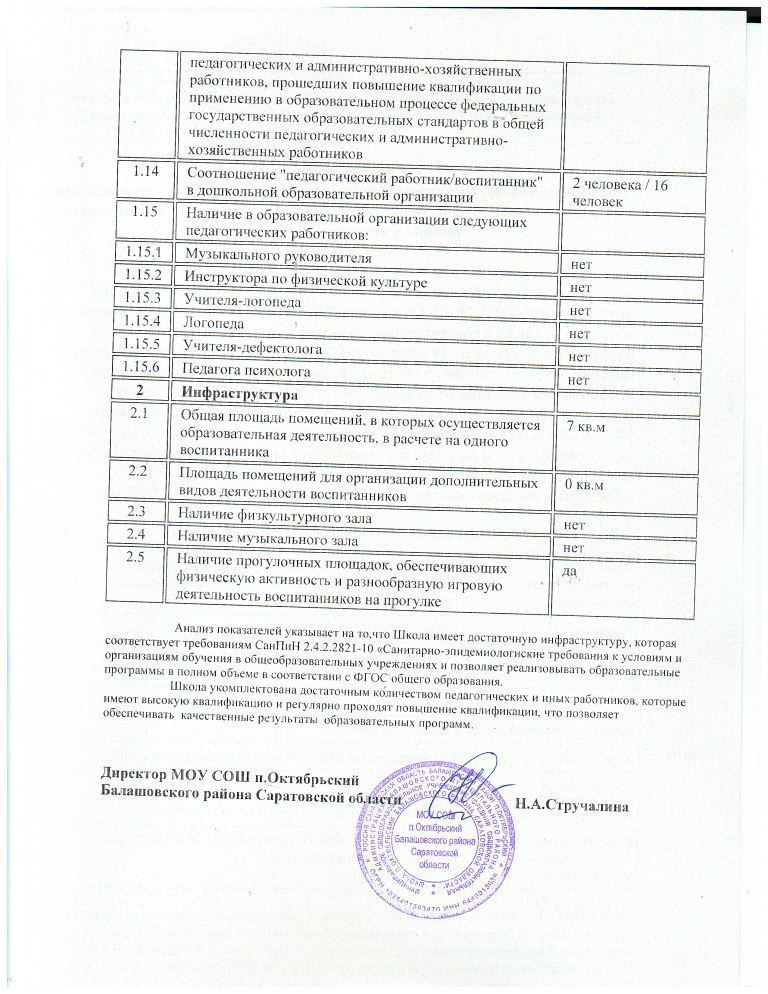 педагогических и административно-хозяйственных
работников, прошедших повышение квалификации по
применению в образовательном процессе федеральных
государственных образовательных стандартов в общей
численности педагогических и административно-
хозяйственных работников
1.14 Соотношение "педагогический работник/воспитанник" 2 человека / 16
в дошкольной образовательной организации человек
1.15 Наличие в образовательной организации следующих
педагогических работников:
1.15.1 Музыкального руководителя нет
1.15.2 Инструктора по физической культуре нет
1.15.3 Учителя-логопеда нет
1.15.4 Логопеда нет
1.15.5 Учителя-дефектолога нет
1.15.6 Педагога психолога нет
2 Инфраструктура
2.1 Общая площадь помещений, в которых осуществляется 7 кв.м
образовательная деятельность, в расчете на одного
воспитанника
2.2 Площадь помещений для организации дополнительных 0 кв.м
видов деятельности воспитанников
2.3 Наличие физкультурного зала нет
2.4 Наличие музыкального зала нет
2.5 Наличие прогулочных площадок, обеспечивающих да
физическую активность и разнообразную игровую
деятельность воспитанников на прогулке
Анализ показателей указывает на то,что Школа имеет достаточную инфраструктуру, которая
соответствует требованиям СанПиН 2.4.2.2821-10 «Санитарно-эпидемиологиские требования к условиям и
организациям обучения в общеобразовательных учреждениях и позволяет реализовывать образовательные
программы в полном объеме в соответствии с ФГОС общего образования.
Школа укомплектована достаточным количеством педагогических и иных работников, которые
имеют высокую квалификацию и регулярно проходят повышение квалификации, что позволяет
обеспечивать качественные результаты образовательных программ.
Директор МОУ СОШ п.Октябрьский
Балашовского района Саратовской области Н.А.Стручалина
МОУ СОШ
п.Октябрьский
Балашовского района
Саратовской
области